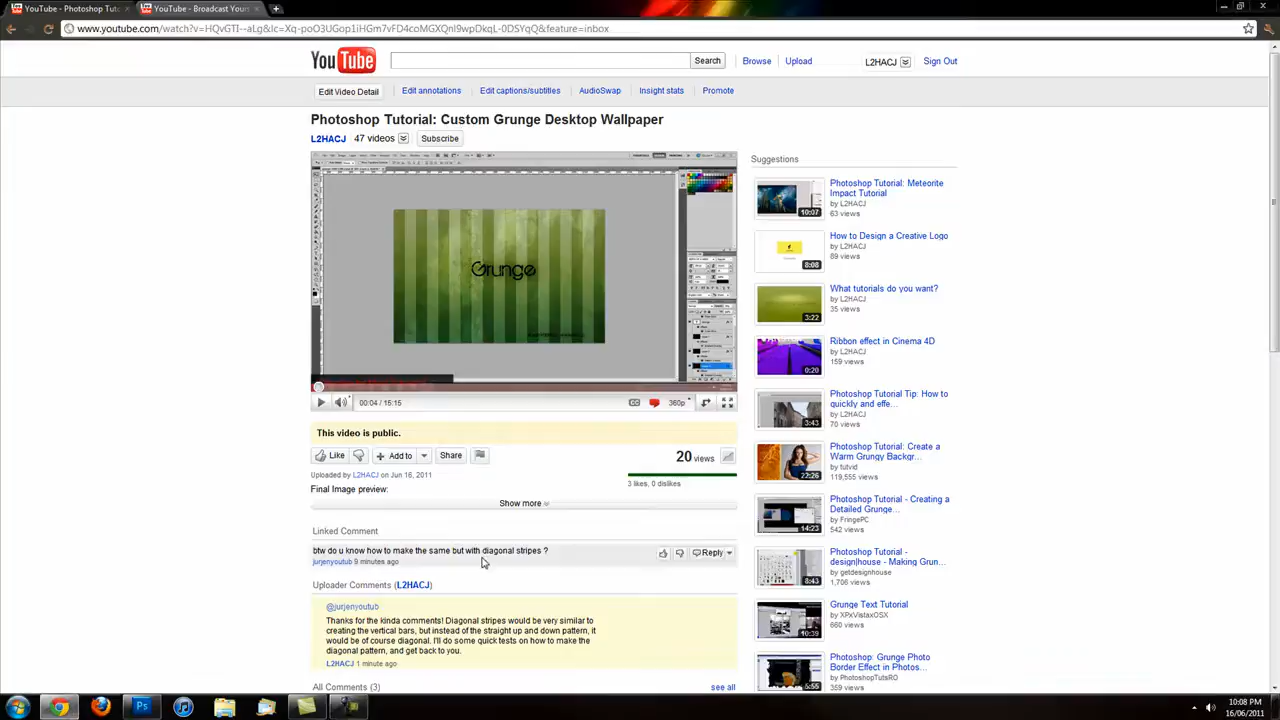 YouTube - Photoshop Tuto
YouTube - Broadcast Yours
www.youtube.com/watch?v=HQvGTI--aLg&lc=Xq-poO3UGop1iHGm7vFD4coMGXQnI9wpDkqL-0DSYqQ&feature=inbox
YouTube
Search
Browse
Upload
L2HACJ
Sign Out
Edit Video Detail
Edit annotations
Edit captions/subtitles
AudioSwap
Insight stats
Promote
Photoshop Tutorial: Custom Grunge Desktop Wallpaper
L2HACJ 47 videos
Subscribe
Grunge
00:04 / 15:15
360p
This video is public.
Like
Add to
Share
20 views
Uploaded by L2HACJ on Jun 16, 2011
3 likes, 0 dislikes
Final Image preview:
Show more
Linked Comment
btw do u know how to make the same but with diagonal stripes ?
Reply
jurjenyoutub 9 minutes ago
Uploader Comments (L2HACJ)
@jurjenyoutub
Thanks for the kinda comments! Diagonal stripes would be very similar to
creating the vertical bars, but instead of the straight up and down pattern, it
would be of course diagonal. I'll do some quick tests on how to make the
diagonal pattern, and get back to you.
L2HACJ 1 minute ago
All Comments (3)
see all
Suggestions
10:07
Photoshop Tutorial: Meteorite
Impact Tutorial
by L2HACJ
63 views
8:08
How to Design a Creative Logo
by L2HACJ
89 views
3:22
What tutorials do you want?
by L2HACJ
35 views
0:20
Ribbon effect in Cinema 4D
by L2HACJ
159 views
3:43
Photoshop Tutorial Tip: How to
quickly and effe...
by L2HACJ
70 views
22:26
Photoshop Tutorial: Create a
Warm Grungy Backgr...
by tutvid
119,555 views
14:23
Photoshop Tutorial - Creating a
Detailed Grunge...
by FringePC
542 views
8:43
Photoshop Tutorial -
design|house - Making Grun...
by getdesignhouse
1,706 views
10:39
Grunge Text Tutorial
by XPxVistaxOSX
660 views
5:55
Photoshop: Grunge Photo
Border Effect in Photos...
by PhotoshopTutsRO
359 views
10:08 PM
16/06/2011